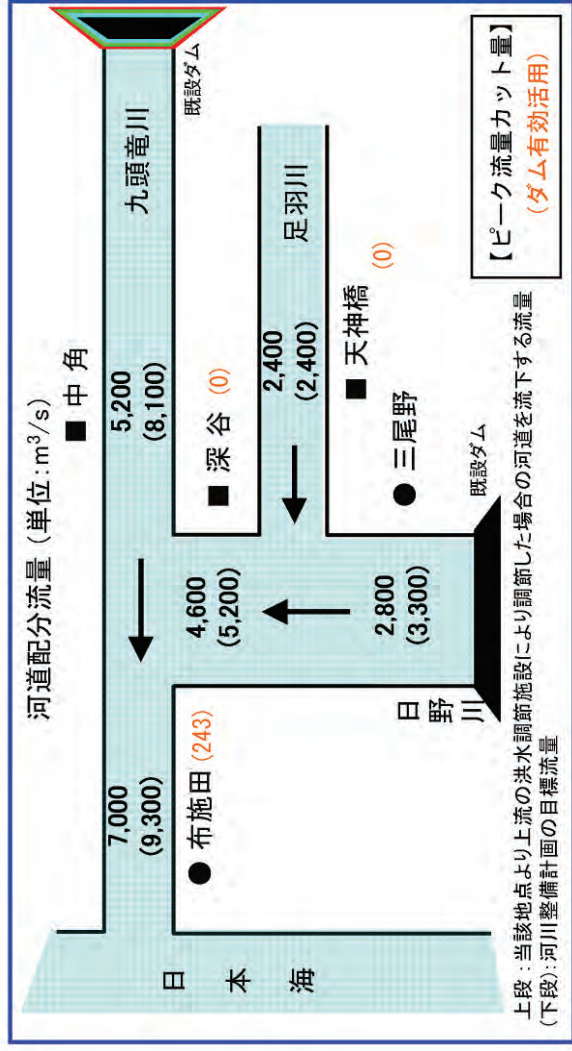 河道配分流量 (単位:m³/s)
■ 中 角
九頭竜川
既設ダム
5,200
(8,100)
7,000
(9,300)
■ 深 谷 (0)
足羽川
2,400
(2,400)
■ 天神橋
(0)
4,600
(5,200)
● 三尾野
2,800
(3,300)
既設ダム
日野川
● 布施田 (243)
日本海
【ピーク流量カット量】
(ダム有効活用)
上段 : 当該地点より上流の洪水調節施設により調節した場合の河道を流下する流量
(下段): 河川整備計画の目標流量